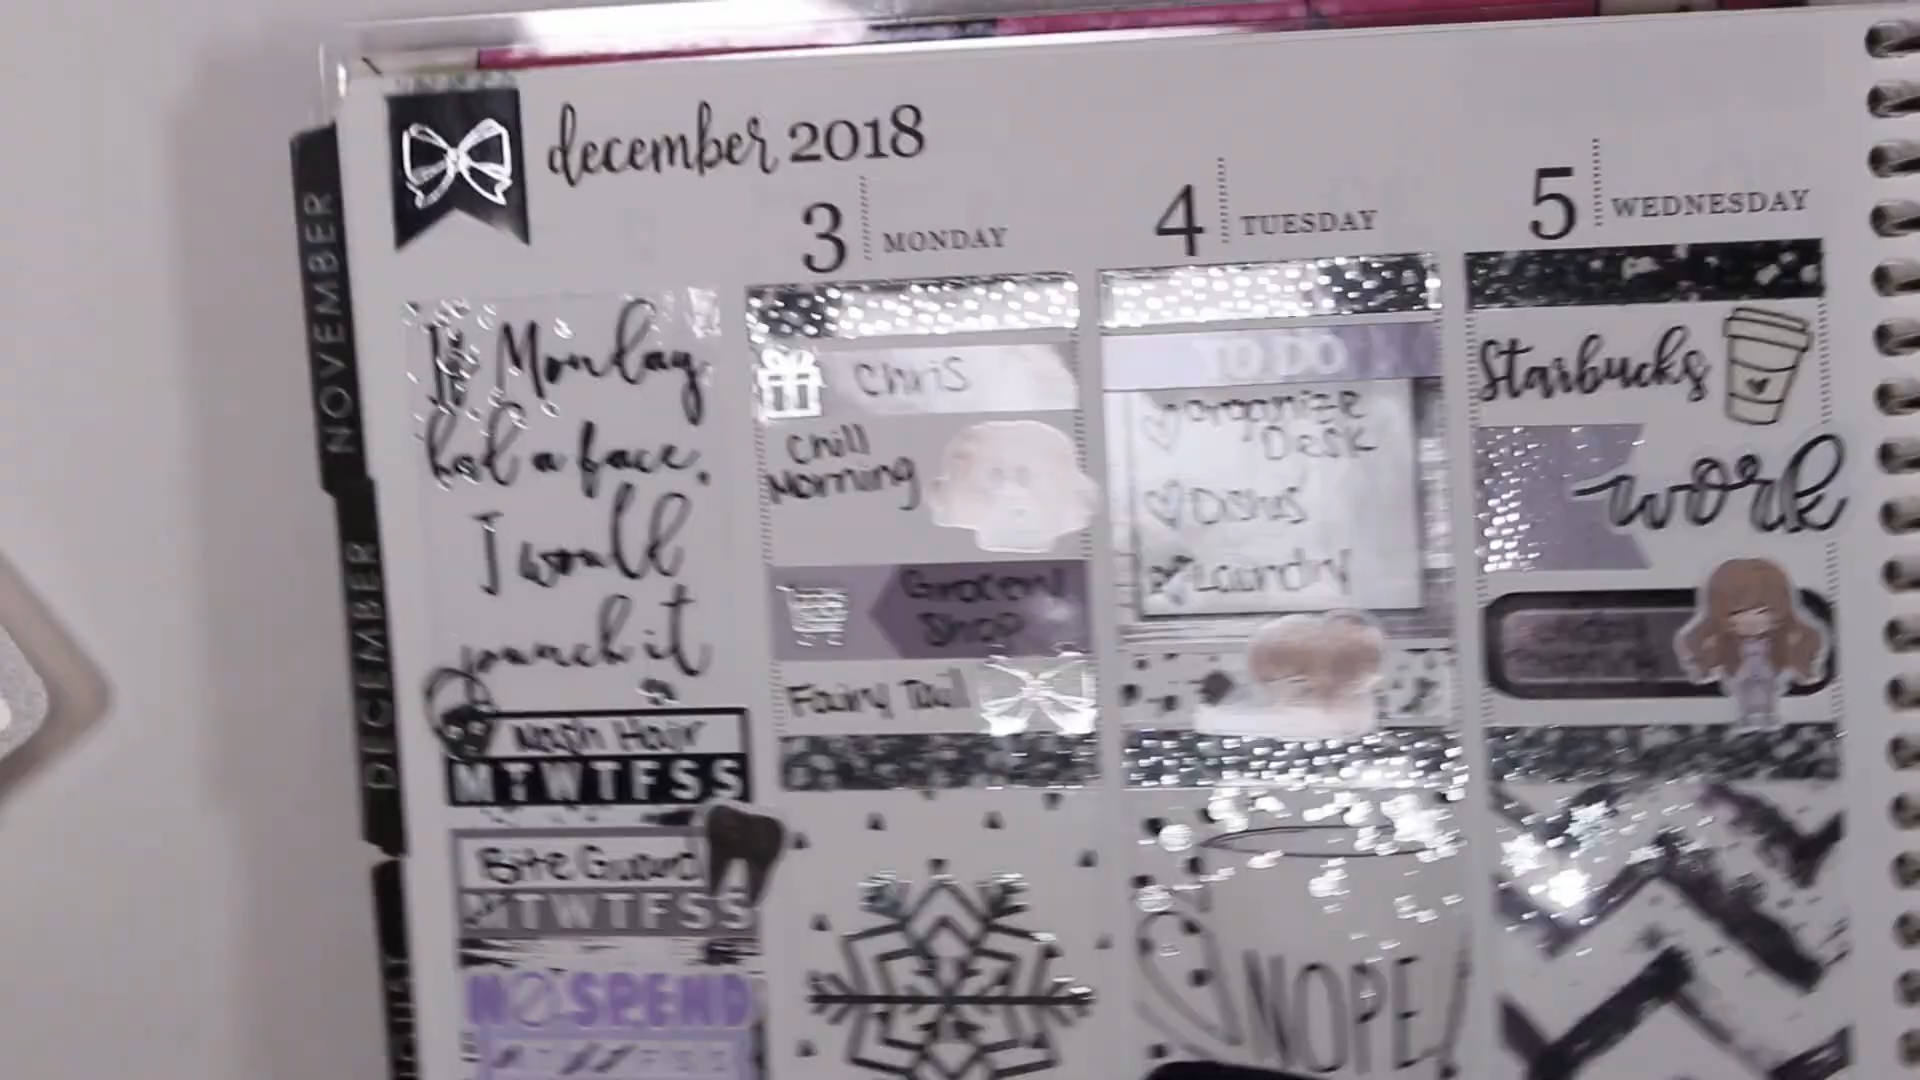 december 2018
3 MONDAY
4 TUESDAY
5 WEDNESDAY
NOVEMBER
DECEMBER
If Monday
had a face,
I would
punch it
Wash Hair
MTWTFSS
Bite Guard
MTWTFSS
NO SPEND
Chris
Chill
Morning
Grocery
Shop
Fairy Tail
TO DO
organize
Desk
Dishes
Laundry
NOPE!
Starbucks
work